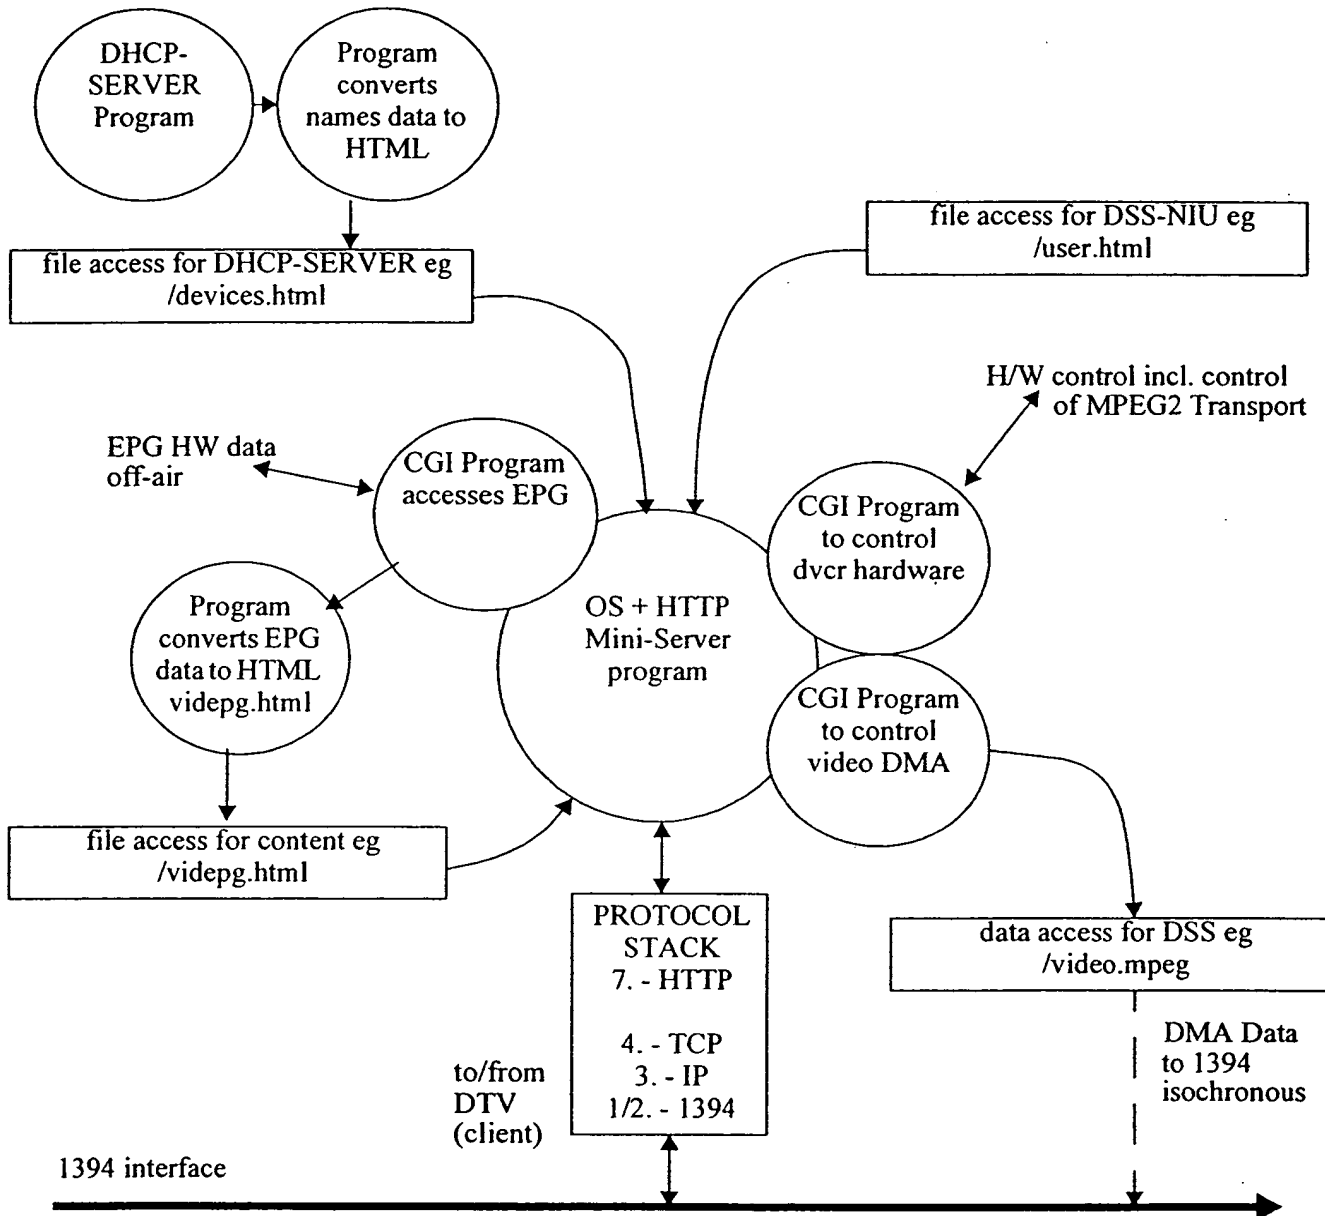 DHCP-
SERVER
Program
Program
converts
names data to
HTML
file access for DHCP-SERVER eg
/devices.html
file access for DSS-NIU eg
/user.html
H/W control incl. control
of MPEG2 Transport
EPG HW data
off-air
CGI Program
accesses EPG
CGI Program
to control
dvcr hardware
Program
converts EPG
data to HTML
videpg.html
OS + HTTP
Mini-Server
program
CGI Program
to control
video DMA
file access for content eg
/videpg.html
PROTOCOL
STACK
7. - HTTP
4. - TCP
3. - IP
1/2. - 1394
data access for DSS eg
/video.mpeg
to/from
DTV
(client)
DMA Data
to 1394
isochronous
1394 interface